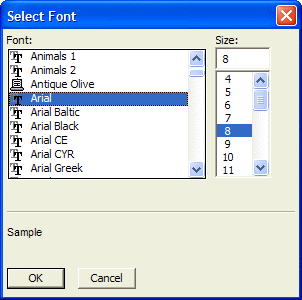 Select Font
Font:
Size:
Animals 1
Animals 2
Antique Olive
Arial
Arial Baltic
Arial Black
Arial CE
Arial CYR
Arial Greek
8
4
5
6
7
8
9
10
11
Sample
OK
Cancel